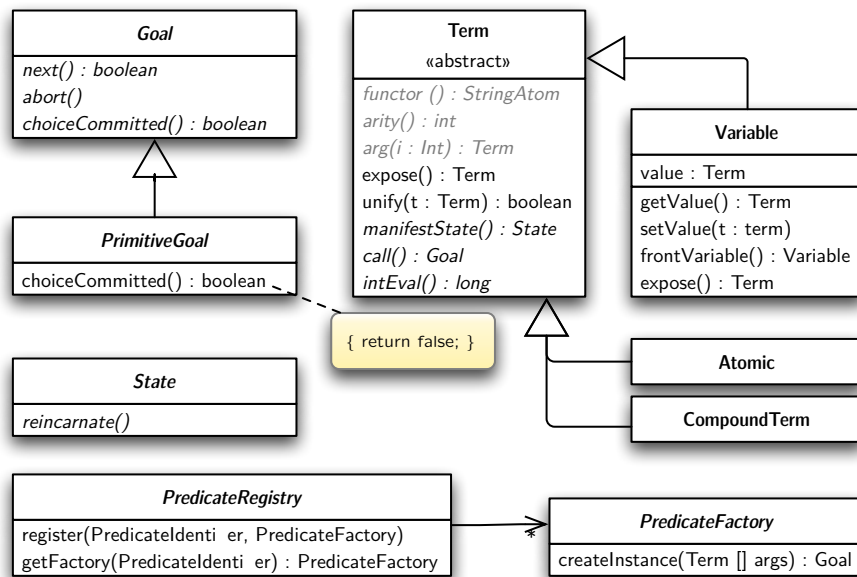 Goal
next() : boolean
abort()
choiceCommitted() : boolean
PrimitiveGoal
choiceCommitted() : boolean
{ return false; }
State
reincarnate()
Term
«abstract»
functor () : StringAtom
arity() : int
arg(i : Int) : Term
expose() : Term
unify(t : Term) : boolean
manifestState() : State
call() : Goal
intEval() : long
Variable
value : Term
getValue() : Term
setValue(t : term)
frontVariable() : Variable
expose() : Term
Atomic
CompoundTerm
PredicateRegistry
register(PredicateIdenti er, PredicateFactory)
getFactory(PredicateIdenti er) : PredicateFactory
*
PredicateFactory
createInstance(Term [] args) : Goal